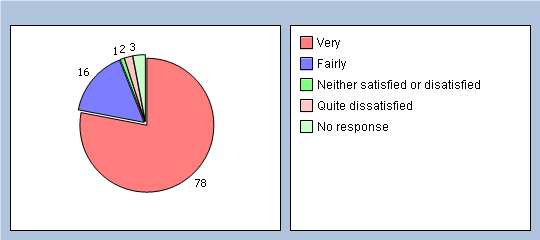 1 2 3
16
78
Very
Fairly
Neither satisfied or disatisfied
Quite dissatisfied
No response